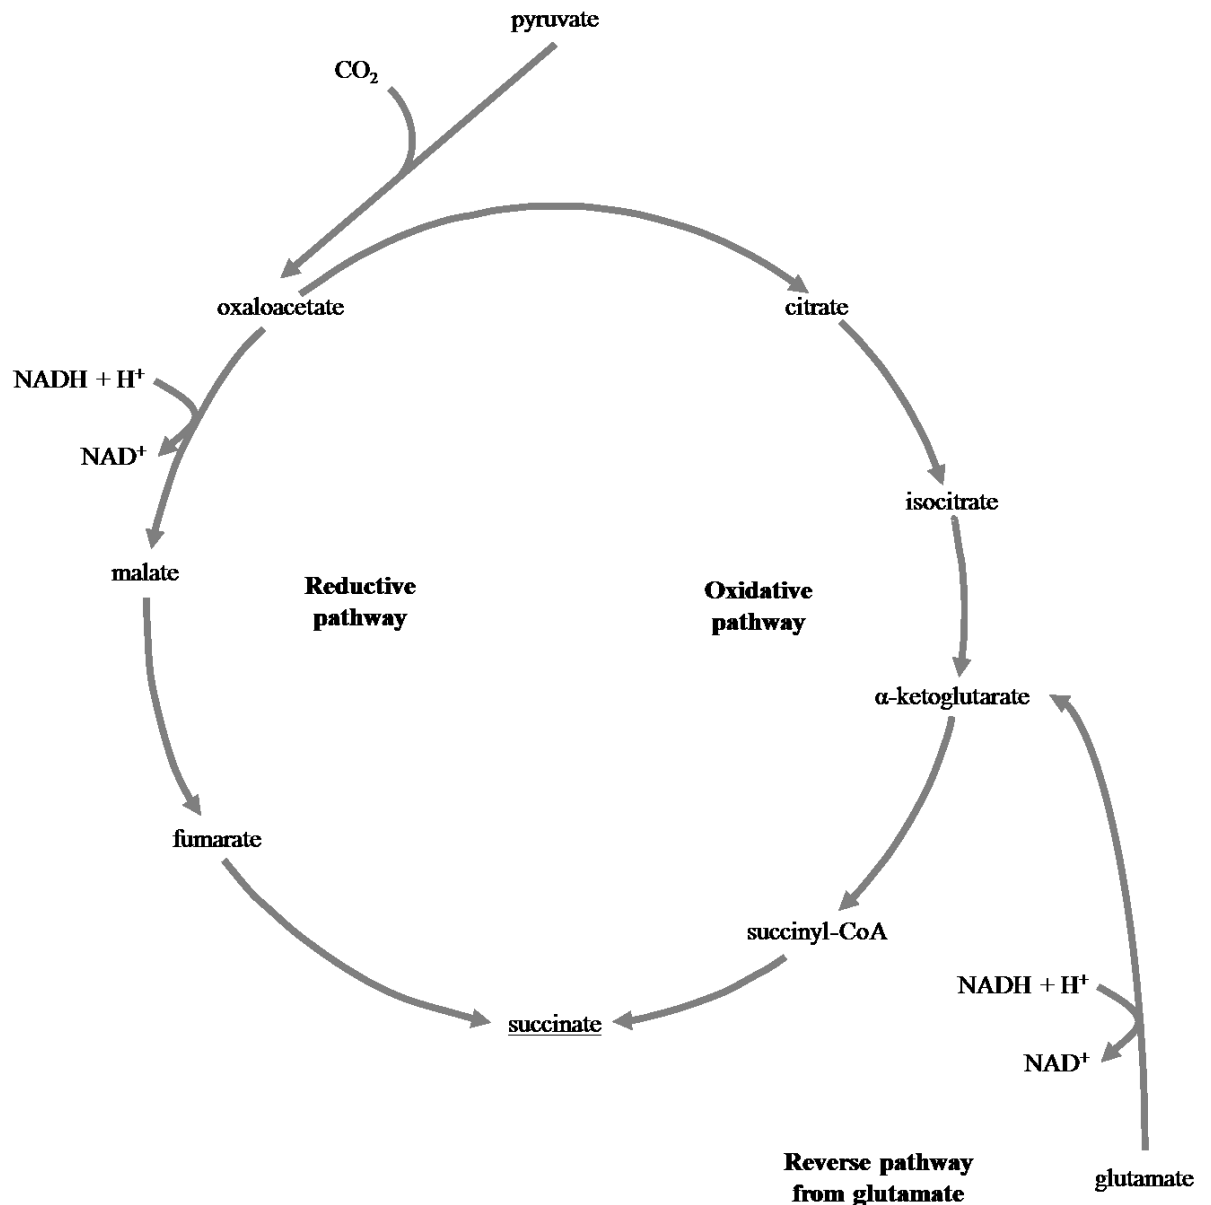 pyruvate
CO₂
oxaloacetate
citrate
NADH + H⁺
NAD⁺
isocitrate
malate
Reductive
pathway
Oxidative
pathway
α-ketoglutarate
fumarate
succinyl-CoA
NADH + H⁺
succinate
NAD⁺
Reverse pathway
from glutamate
glutamate